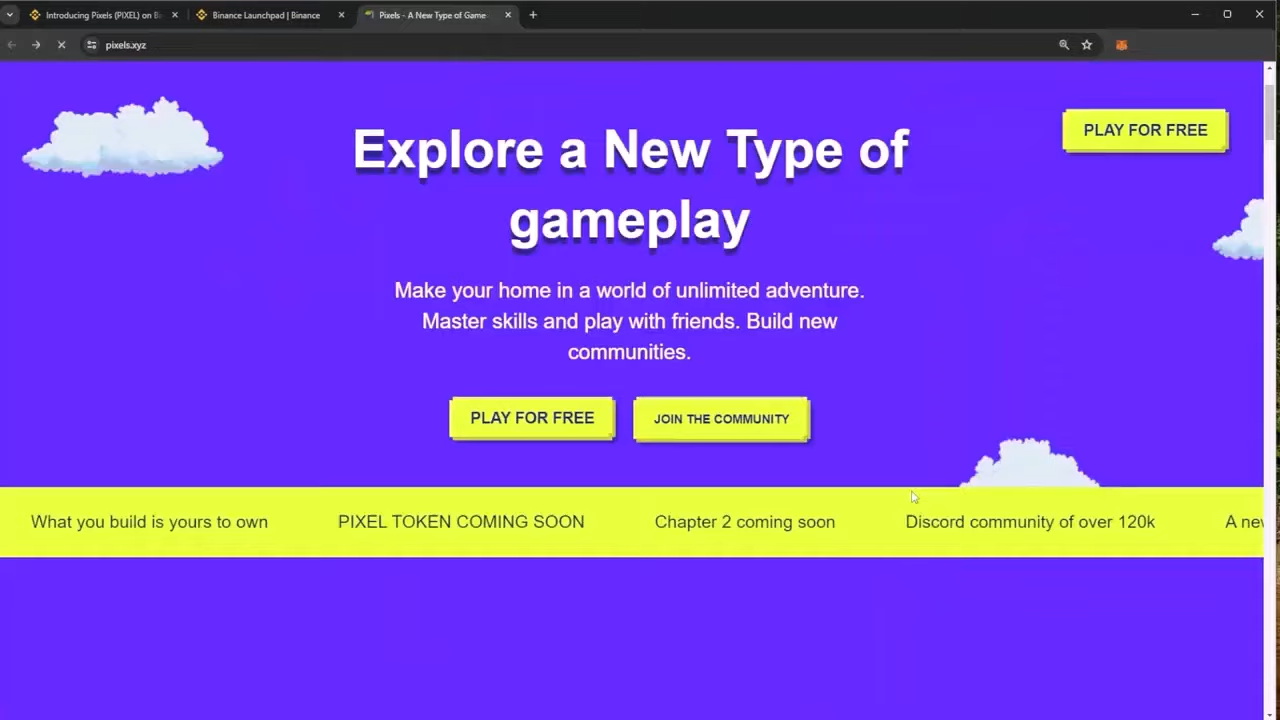 Introducing Pixels (PIXEL) on Bi
Binance Launchpad | Binance
Pixels - A New Type of Game
pixels.xyz
PLAY FOR FREE
Explore a New Type of
gameplay
Make your home in a world of unlimited adventure.
Master skills and play with friends. Build new
communities.
PLAY FOR FREE
JOIN THE COMMUNITY
What you build is yours to own
PIXEL TOKEN COMING SOON
Chapter 2 coming soon
Discord community of over 120k
A ne